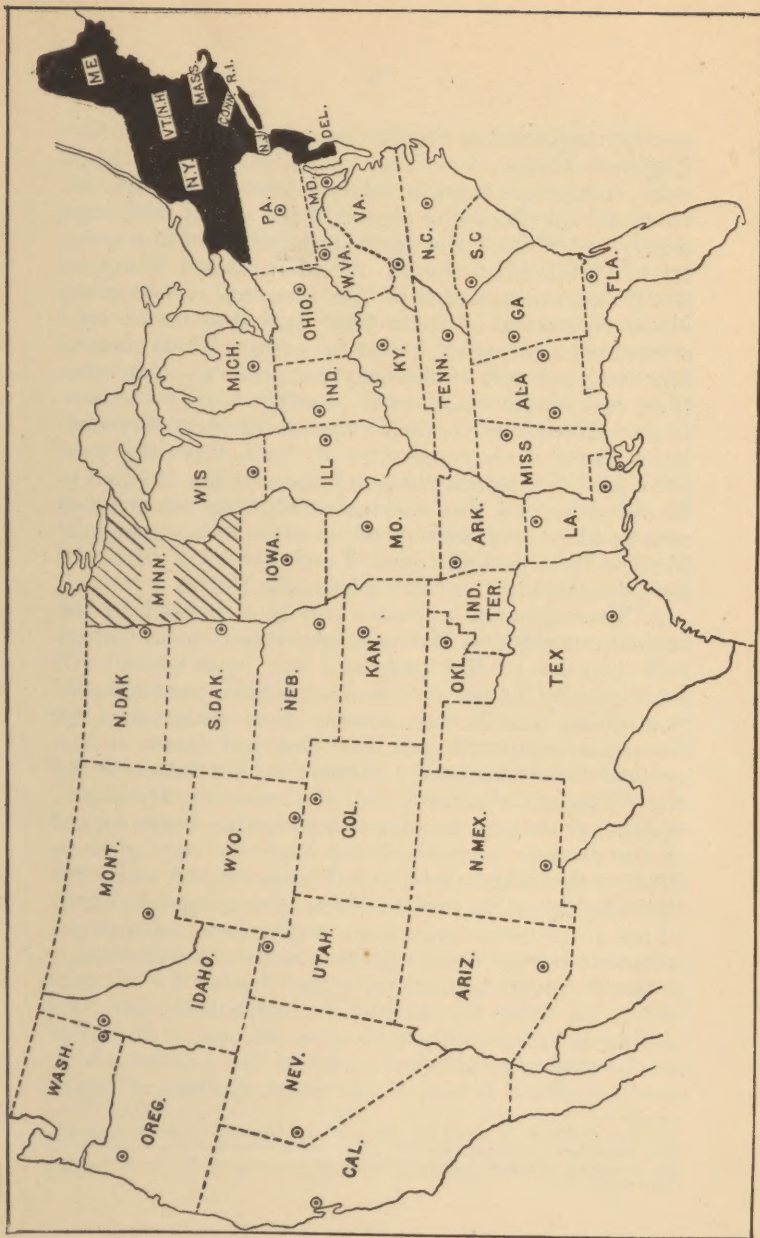 WASH.
OREG.
CAL.
NEV.
IDAHO.
MONT.
WYO.
UTAH.
COL.
ARIZ.
N.MEX.
N.DAK
S.DAK.
NEB.
KAN.
OKL
IND.
TER.
TEX
MINN.
IOWA.
MO.
ARK.
LA.
WIS
ILL
MICH.
IND.
OHIO.
KY.
TENN.
MISS
ALA
GA
FLA.
S.C
N.C.
VA.
W.VA.
MD.
DEL.
PA.
N.J
N.Y.
CONN.
R.I.
MASS.
VT.
N.H
ME